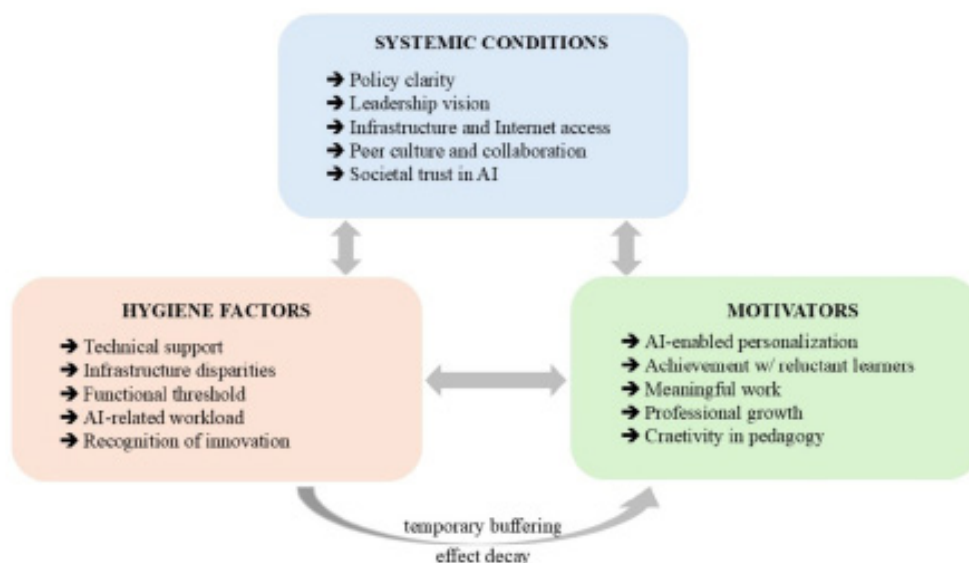 SYSTEMIC CONDITIONS
➔ Policy clarity
➔ Leadership vision
➔ Infrastructure and Internet access
➔ Peer culture and collaboration
➔ Societal trust in AI
HYGIENE FACTORS
➔ Technical support
➔ Infrastructure disparities
➔ Functional threshold
➔ AI-related workload
➔ Recognition of innovation
MOTIVATORS
➔ AI-enabled personalization
➔ Achievement w/ reluctant learners
➔ Meaningful work
➔ Professional growth
➔ Craetivity in pedagogy
temporary buffering
effect decay